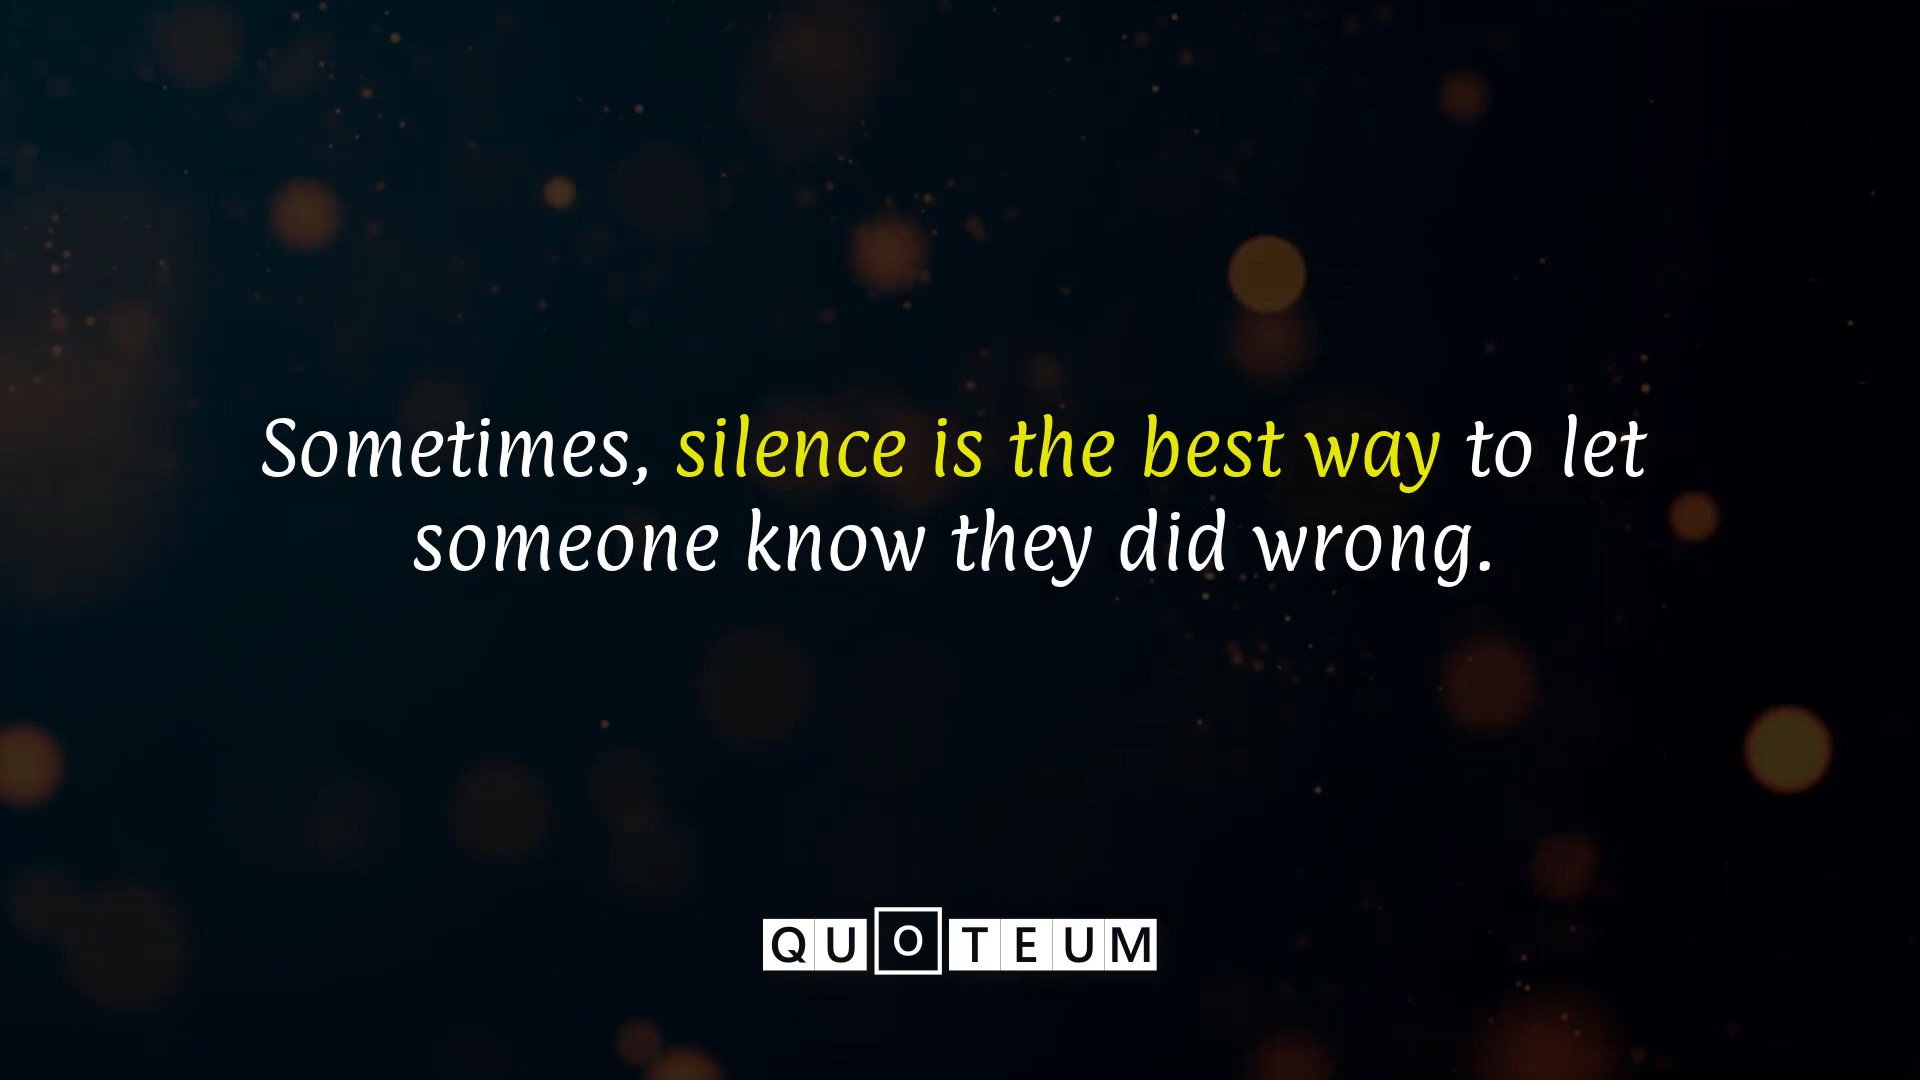 Sometimes, silence is the best way to let
someone know they did wrong.
QUOTEUM